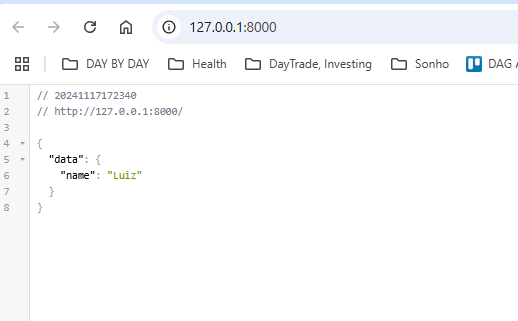 127.0.0.1:8000
DAY BY DAY Health DayTrade, Investing Sonho DAG
1 // 20241117172340
2 // http://127.0.0.1:8000/
3
4 {
5 "data": {
6 "name": "Luiz"
7 }
8 }